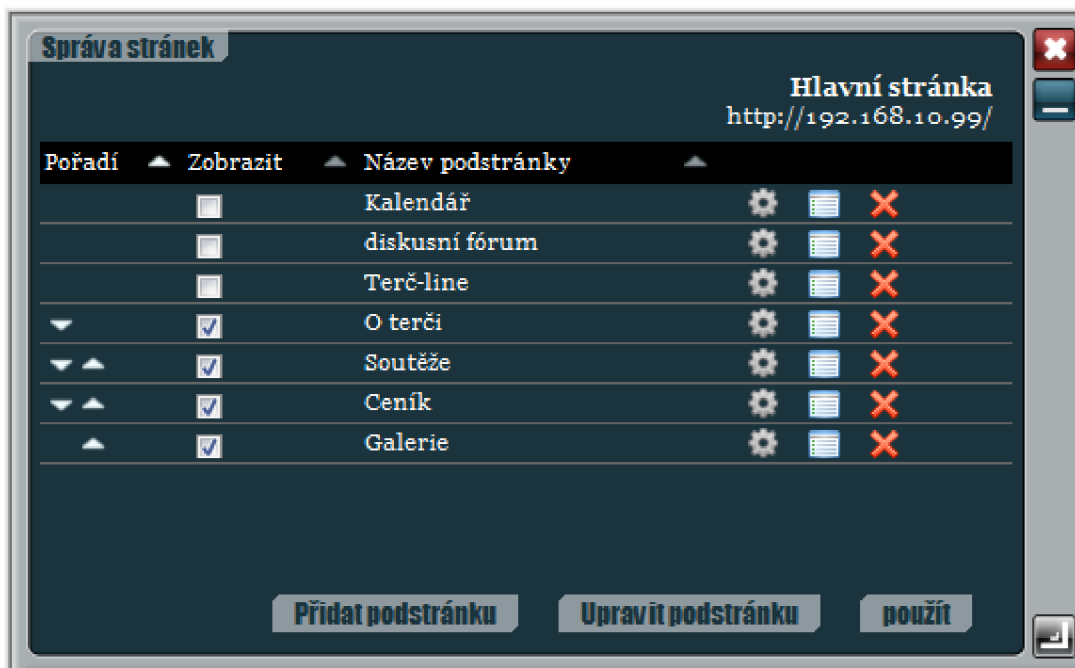 Správa stránek
Hlavní stránka
http://192.168.10.99/
Pořadí Zobrazit Název podstránky
Kalendář
diskusní fórum
Terč-line
O terči
Soutěže
Ceník
Galerie
Přidat podstránku Upravit podstránku použít